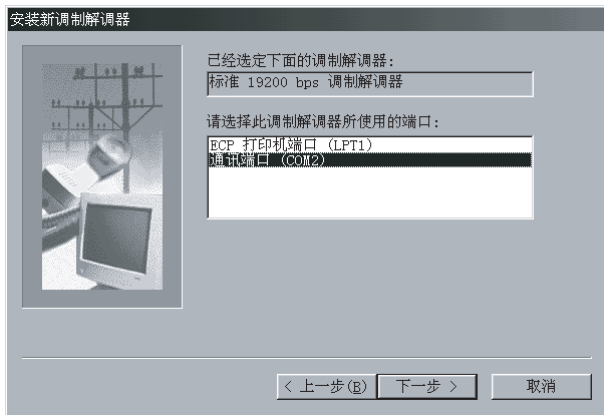 安装新调制解调器
已经选定下面的调制解调器:
标准 19200 bps 调制解调器
请选择此调制解调器所使用的端口:
ECP 打印机端口 (LPT1)
通讯端口 (COM2)
< 上一步(B)
下一步 >
取消